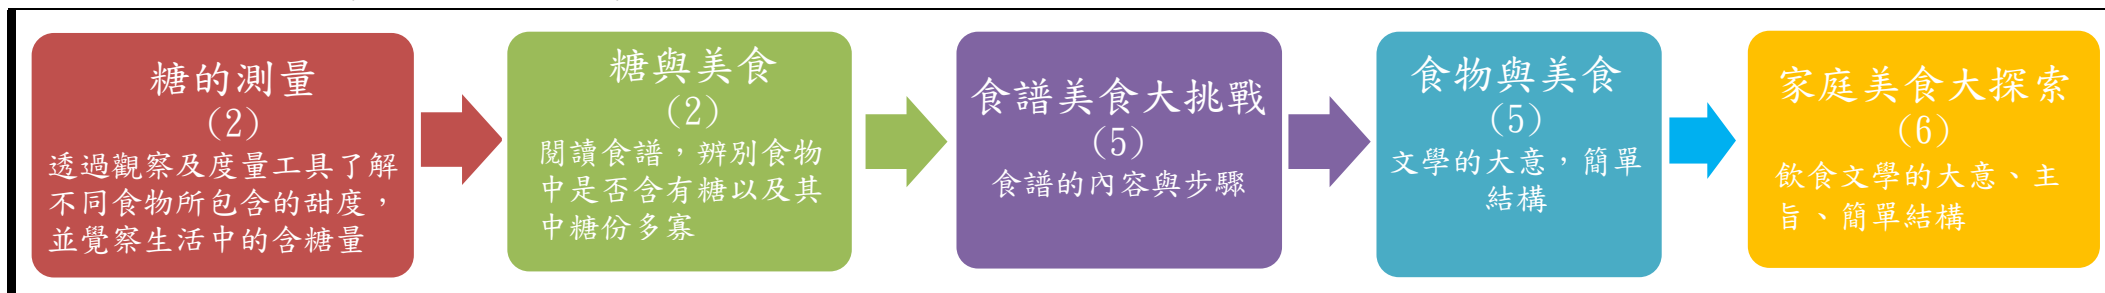 糖的測量
(2)
透過觀察及度量工具了解
不同食物所包含的甜度，
並覺察生活中的含糖量
糖與美食
(2)
閱讀食譜，辨別食物
中是否含有糖以及其
中糖份多寡
食譜美食大挑戰
(5)
食譜的內容與步驟
食物與美食
(5)
文學的大意，簡單
結構
家庭美食大探索
(6)
飲食文學的大意、主
旨、簡單結構